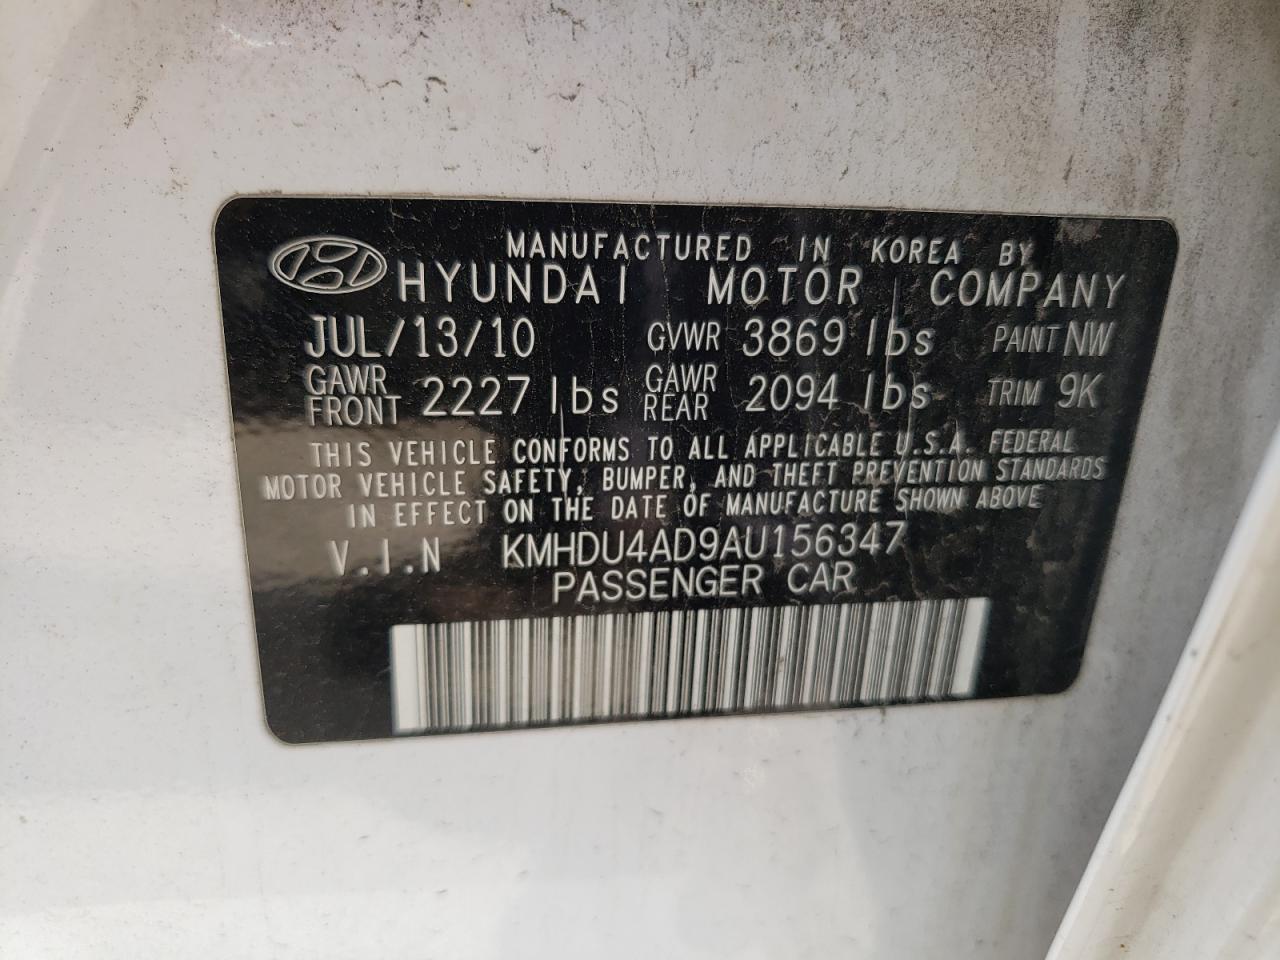 MANUFACTURED IN KOREA BY
HYUNDAI MOTOR COMPANY
JUL/13/10 GVWR 3869 lbs PAINT NW
GAWR FRONT 2227 lbs GAWR REAR 2094 lbs TRIM 9K
THIS VEHICLE CONFORMS TO ALL APPLICABLE U.S.A. FEDERAL
MOTOR VEHICLE SAFETY, BUMPER, AND THEFT PREVENTION STANDARDS
IN EFFECT ON THE DATE OF MANUFACTURE SHOWN ABOVE
V.I.N KMHDU4AD9AU156347
PASSENGER CAR